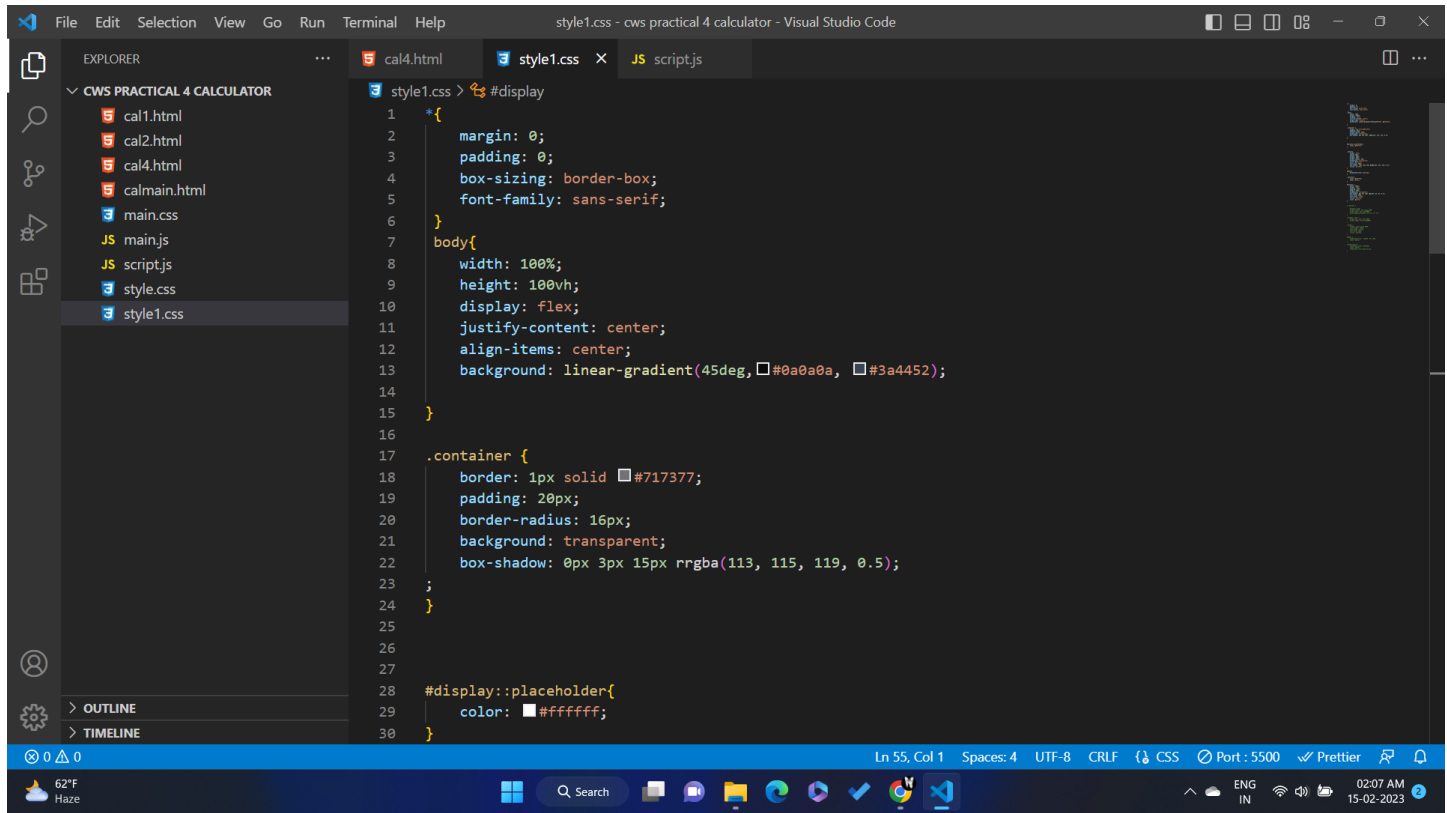 File Edit Selection View Go Run Terminal Help style1.css - cws practical 4 calculator - Visual Studio Code
EXPLORER
cal4.html style1.css JS script.js
CWS PRACTICAL 4 CALCULATOR
cal1.html
cal2.html
cal4.html
calmain.html
main.css
JS main.js
JS script.js
style.css
style1.css
OUTLINE
TIMELINE
style1.css > #display
1 *{
2 margin: 0;
3 padding: 0;
4 box-sizing: border-box;
5 font-family: sans-serif;
6 }
7 body{
8 width: 100%;
9 height: 100vh;
10 display: flex;
11 justify-content: center;
12 align-items: center;
13 background: linear-gradient(45deg, #0a0a0a, #3a4452);
14
15 }
16
17 .container {
18 border: 1px solid #717377;
19 padding: 20px;
20 border-radius: 16px;
21 background: transparent;
22 box-shadow: 0px 3px 15px rrgba(113, 115, 119, 0.5);
23 ;
24 }
25
26
27
28 #display::placeholder{
29 color: #ffffff;
30 }
0 0 Ln 55, Col 1 Spaces: 4 UTF-8 CRLF {} CSS Port : 5500 Prettier
62°F
Haze
Search
ENG
IN
02:07 AM
15-02-2023
2